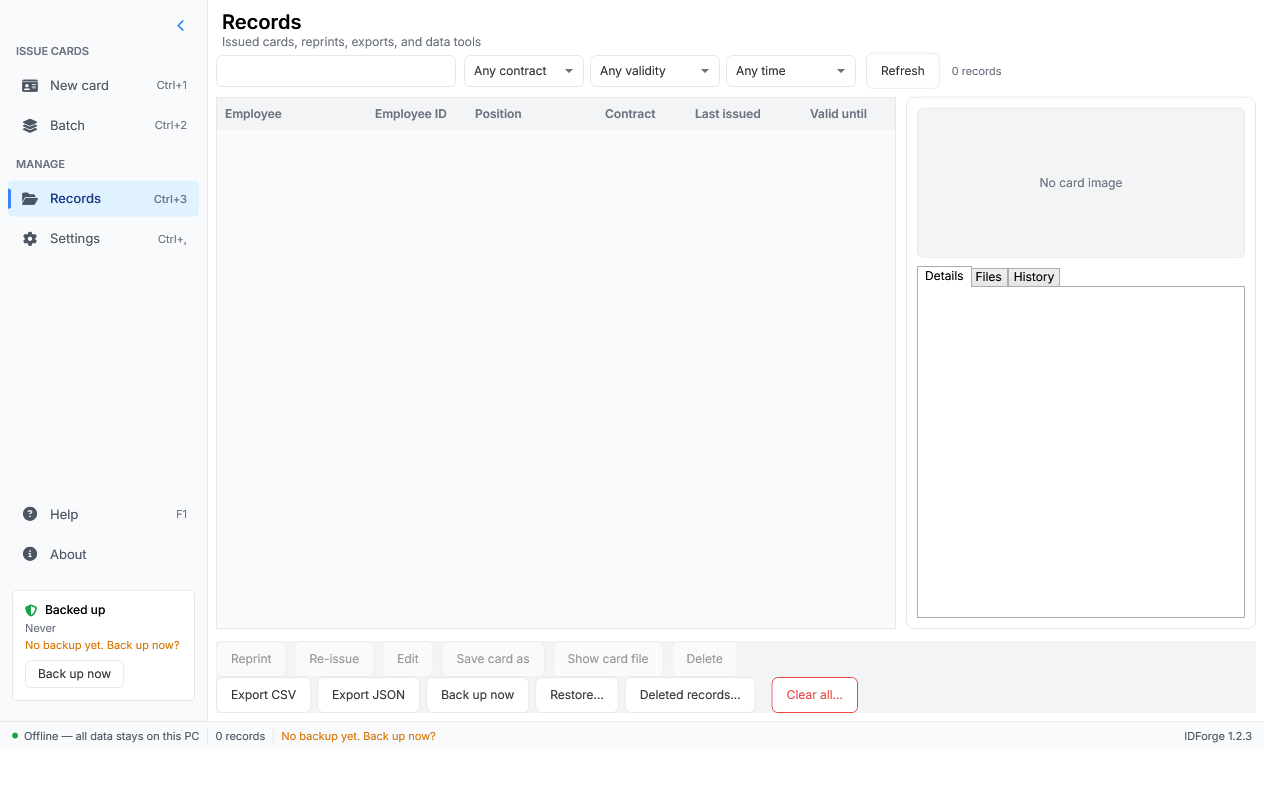 Records
Issued cards, reprints, exports, and data tools
ISSUE CARDS
New card Ctrl+1
Batch Ctrl+2
MANAGE
Records Ctrl+3
Settings Ctrl+,
Help F1
About
Backed up
Never
No backup yet. Back up now?
Back up now
Any contract Any validity Any time Refresh 0 records
Employee Employee ID Position Contract Last issued Valid until
No card image
Details Files History
Reprint Re-issue Edit Save card as Show card file Delete
Export CSV Export JSON Back up now Restore... Deleted records... Clear all...
Offline — all data stays on this PC 0 records No backup yet. Back up now? IDForge 1.2.3